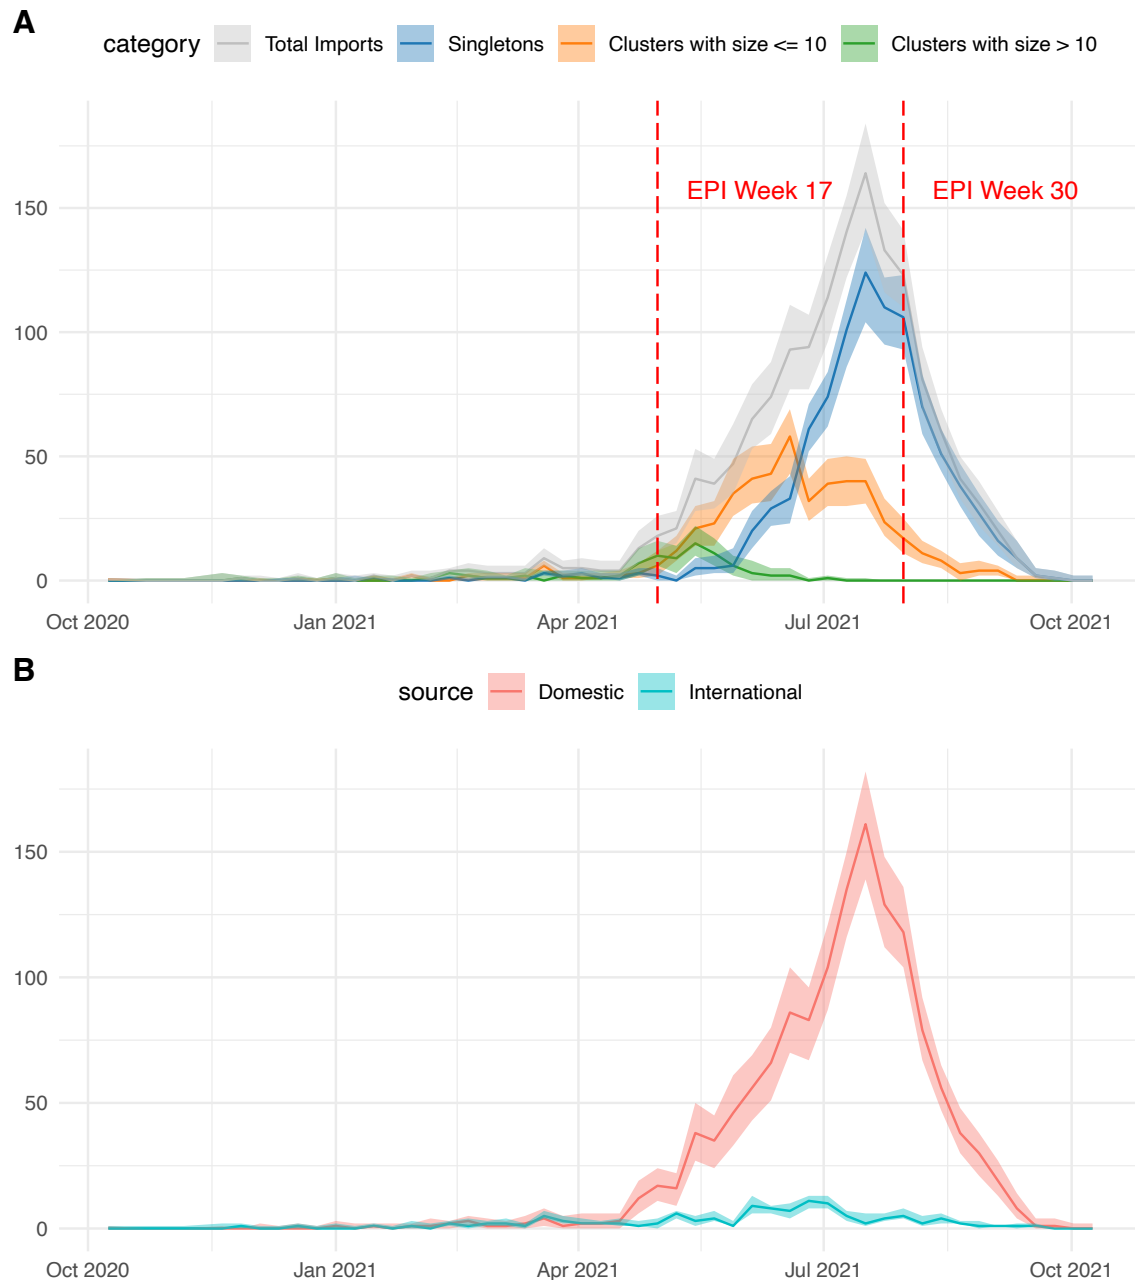 A
category Total Imports Singletons Clusters with size <= 10 Clusters with size > 10
EPI Week 17 EPI Week 30
150
100
50
0
Oct 2020 Jan 2021 Apr 2021 Jul 2021 Oct 2021
B
source Domestic International
150
100
50
0
Oct 2020 Jan 2021 Apr 2021 Jul 2021 Oct 2021